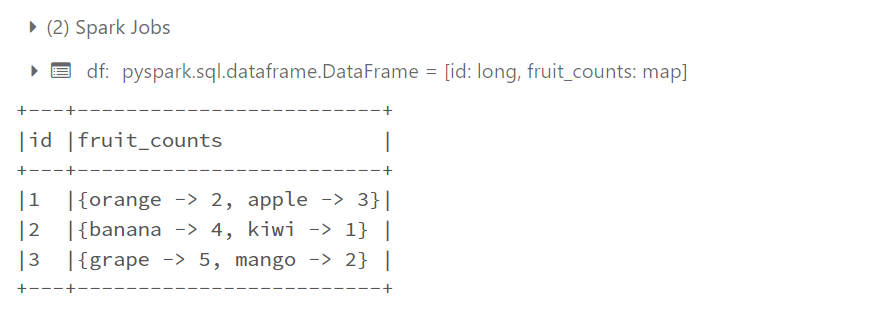 (2) Spark Jobs
df: pyspark.sql.dataframe.DataFrame = [id: long, fruit_counts: map]
+---+-------------------------+
|id |fruit_counts             |
+---+-------------------------+
|1  |{orange -> 2, apple -> 3}|
|2  |{banana -> 4, kiwi -> 1} |
|3  |{grape -> 5, mango -> 2} |
+---+-------------------------+